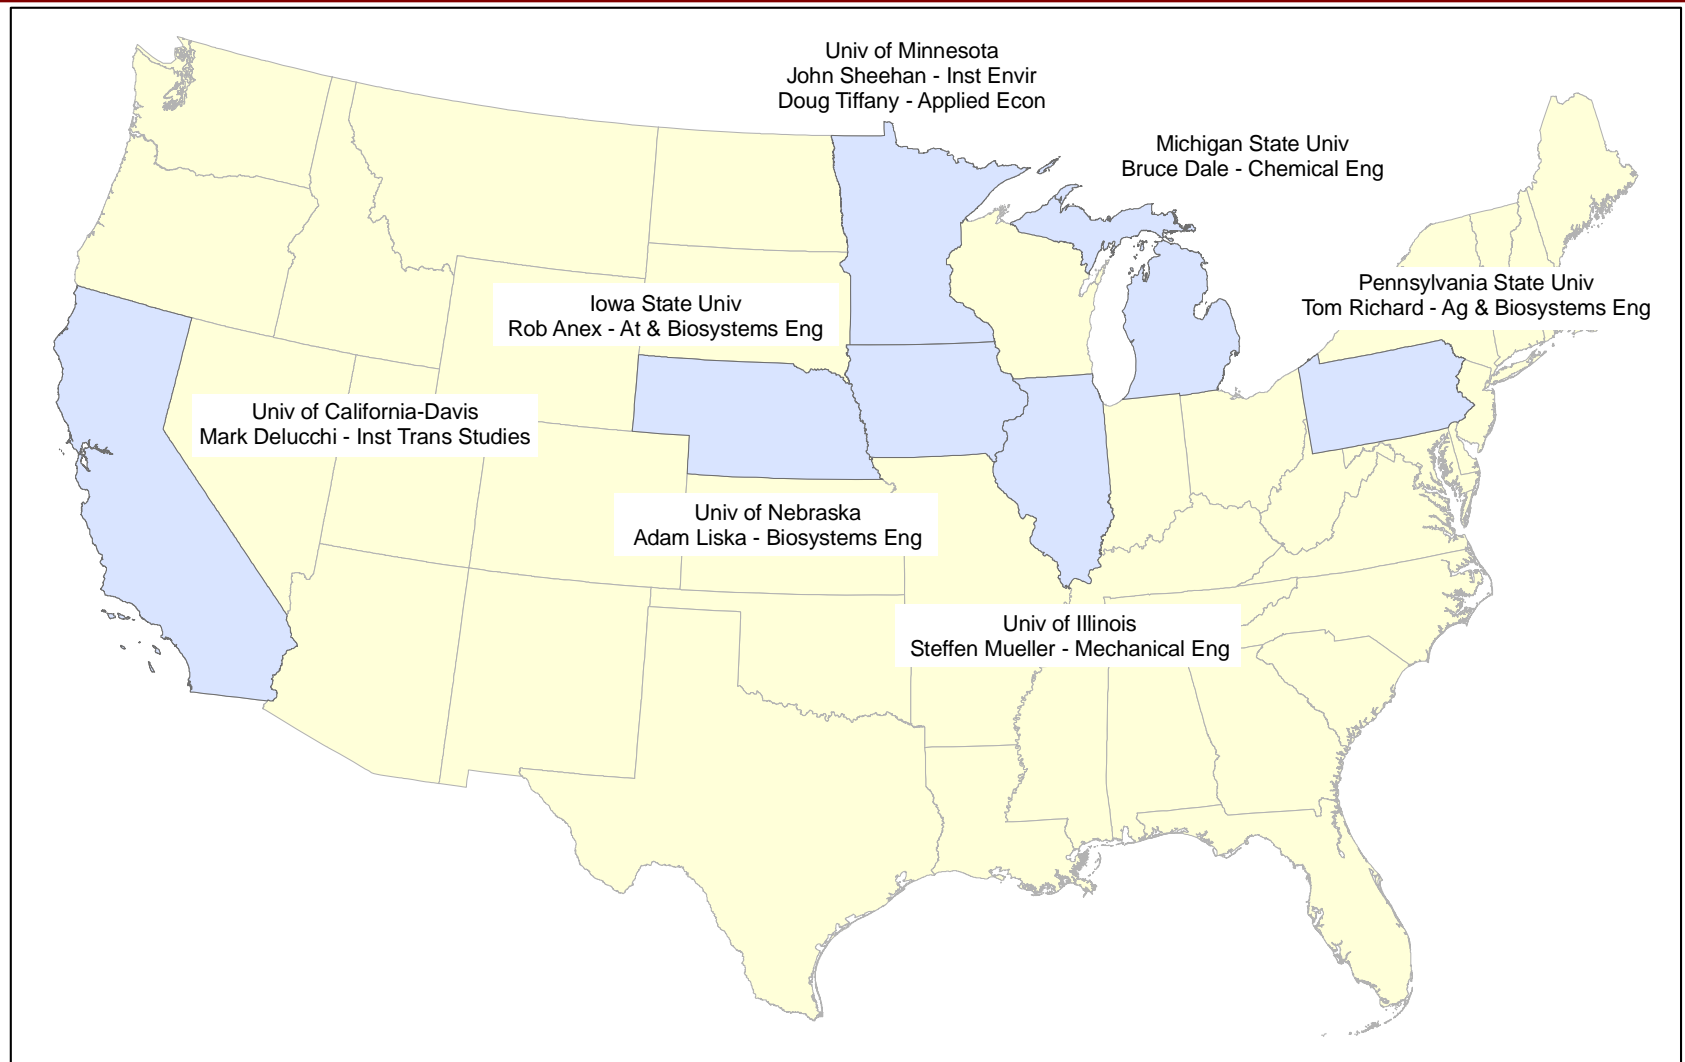 Univ of Minnesota
John Sheehan - Inst Envir
Doug Tiffany - Applied Econ
Michigan State Univ
Bruce Dale - Chemical Eng
Pennsylvania State Univ
Tom Richard - Ag & Biosystems Eng
Iowa State Univ
Rob Anex - At & Biosystems Eng
Univ of California-Davis
Mark Delucchi - Inst Trans Studies
Univ of Nebraska
Adam Liska - Biosystems Eng
Univ of Illinois
Steffen Mueller - Mechanical Eng